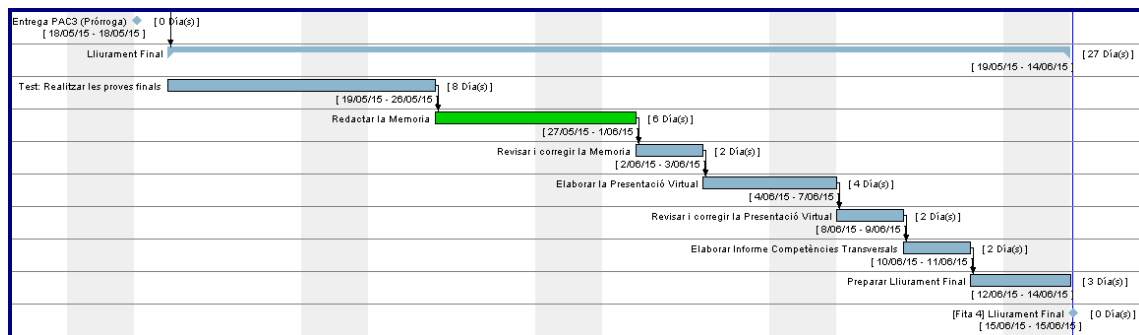 Entrega PAC3 (Prórroga) [0 Día(s)]
[18/05/15 - 18/05/15]
Lliurament Final [27 Día(s)]
[19/05/15 - 14/06/15]
Test: Realitzar les proves finals [8 Día(s)]
[19/05/15 - 26/05/15]
Redactar la Memoria [6 Día(s)]
[27/05/15 - 1/06/15]
Revisar i corregir la Memoria [2 Día(s)]
[2/06/15 - 3/06/15]
Elaborar la Presentació Virtual [4 Día(s)]
[4/06/15 - 7/06/15]
Revisar i corregir la Presentació Virtual [2 Día(s)]
[8/06/15 - 9/06/15]
Elaborar Informe Competències Transversals [2 Día(s)]
[10/06/15 - 11/06/15]
Preparar Lliurament Final [3 Día(s)]
[12/06/15 - 14/06/15]
[Fita 4] Lliurament Final [0 Día(s)]
[15/06/15 - 15/06/15]